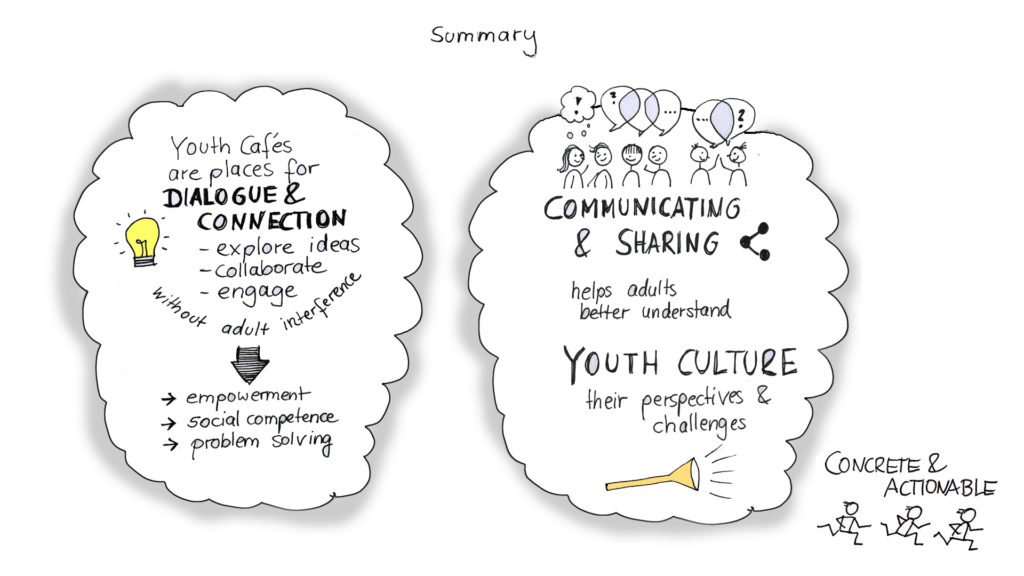 Summary
Youth Cafés
are places for
DIALOGUE &
CONNECTION
- explore ideas
- collaborate
- engage
without adult interference
→ empowerment
→ social competence
→ problem solving
! ? ... ... ?
COMMUNICATING
& SHARING
helps adults
better understand
YOUTH CULTURE
their perspectives &
challenges
CONCRETE &
ACTIONABLE